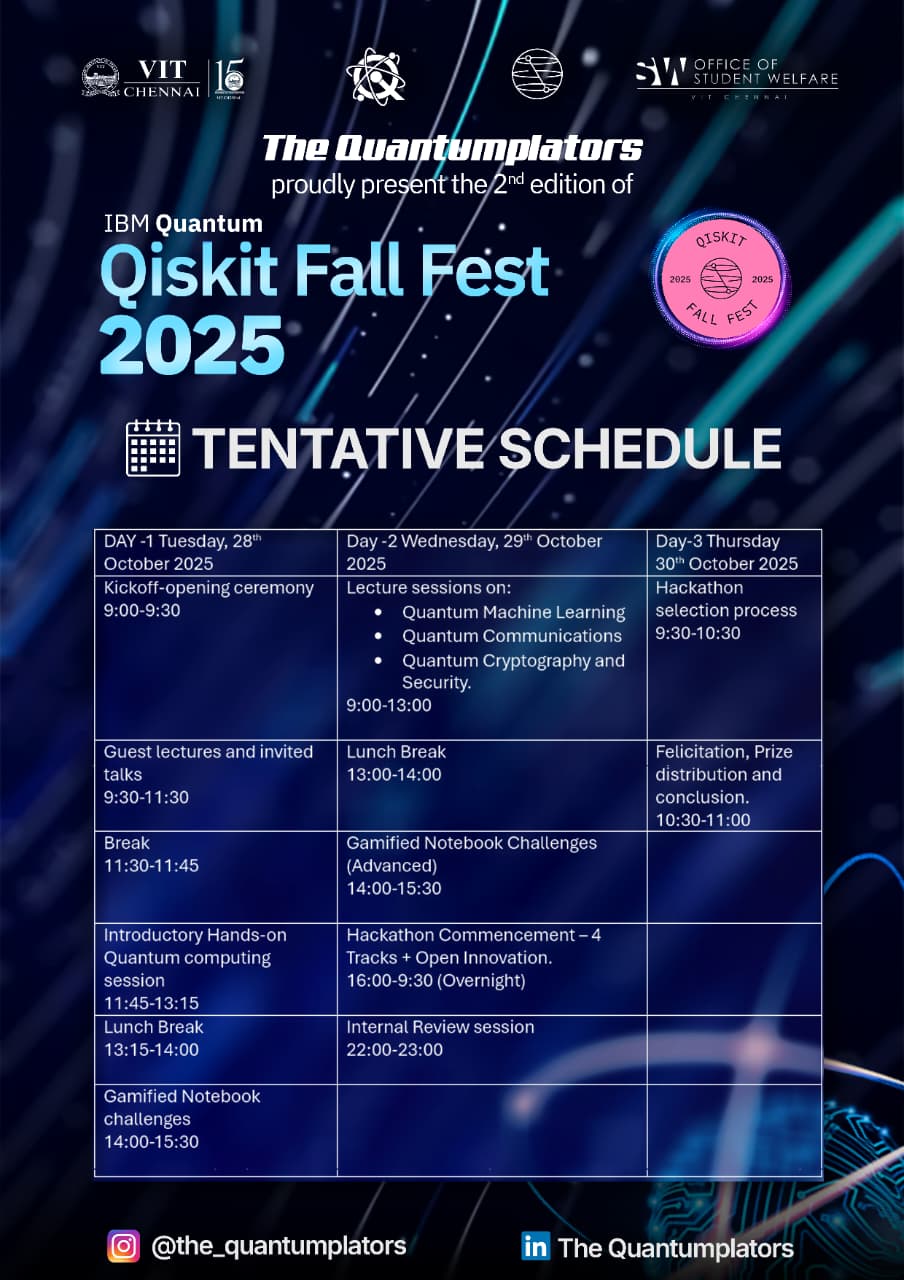 VIT
CHENNAI
15
OFFICE OF
SW STUDENT WELFARE
VIT CHENNAI
The Quantumplators
proudly present the 2nd edition of
IBM Quantum
Qiskit Fall Fest
2025
QISKIT
2025 2025
FALL FEST
TENTATIVE SCHEDULE
DAY -1 Tuesday, 28th
October 2025
Day -2 Wednesday, 29th October
2025
Day-3 Thursday
30th October 2025
Kickoff-opening ceremony
9:00-9:30
Lecture sessions on:
• Quantum Machine Learning
• Quantum Communications
• Quantum Cryptography and
Security.
9:00-13:00
Hackathon
selection process
9:30-10:30
Guest lectures and invited
talks
9:30-11:30
Lunch Break
13:00-14:00
Felicitation, Prize
distribution and
conclusion.
10:30-11:00
Break
11:30-11:45
Gamified Notebook Challenges
(Advanced)
14:00-15:30
Introductory Hands-on
Quantum computing
session
11:45-13:15
Hackathon Commencement – 4
Tracks + Open Innovation.
16:00-9:30 (Overnight)
Lunch Break
13:15-14:00
Internal Review session
22:00-23:00
Gamified Notebook
challenges
14:00-15:30
@the_quantumplators
in The Quantumplators